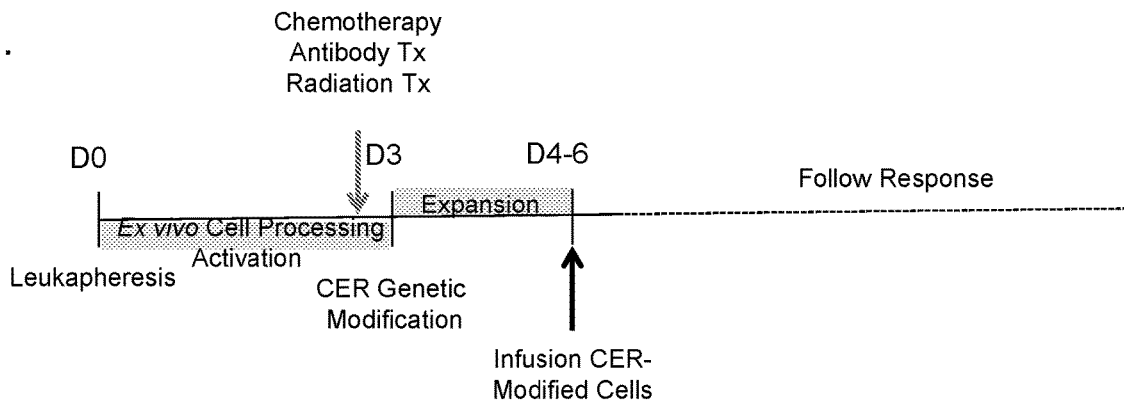 Chemotherapy
Antibody Tx
Radiation Tx
D0
D3
D4-6
Follow Response
Expansion
Ex vivo Cell Processing
Activation
Leukapheresis
CER Genetic
Modification
Infusion CER-
Modified Cells